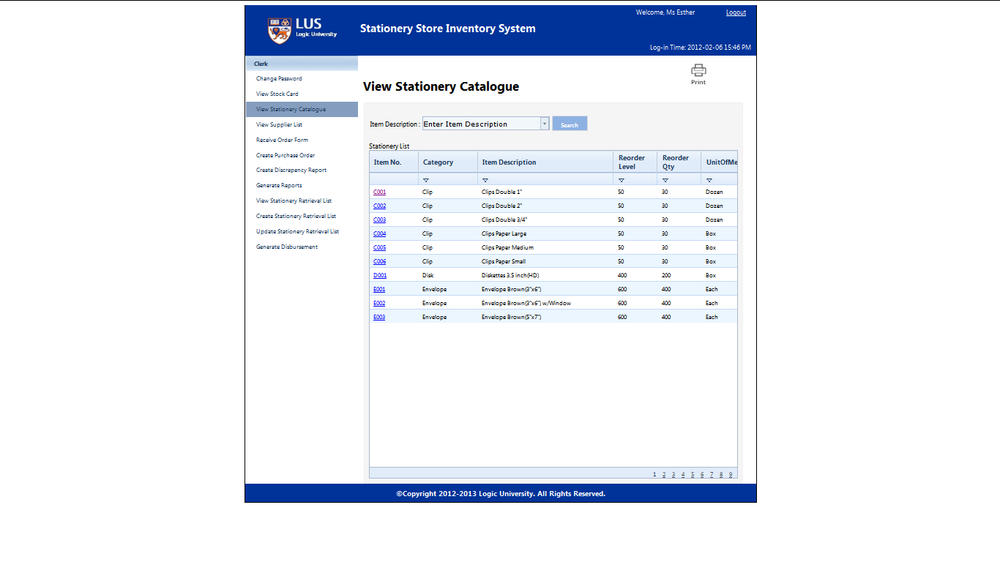 Welcome, Ms Esther Logout
LUS
Logic University
Stationery Store Inventory System
Log-in Time: 2012-02-06 15:46 PM
Clerk
Change Password
View Stock Card
View Stationery Catalogue
View Supplier List
Receive Order Form
Create Purchase Order
Create Discrepency Report
Generate Reports
View Stationery Retrieval List
Create Stationery Retrieval List
Update Stationery Retrieval List
Generate Disbursement
Print
View Stationery Catalogue
Item Description : Enter Item Description Search
Stationery List
Item No. Category Item Description Reorder Level Reorder Qty UnitOfMe
C001 Clip Clips Double 1" 50 30 Dozen
C002 Clip Clips Double 2" 50 30 Dozen
C003 Clip Clips Double 3/4" 50 30 Dozen
C004 Clip Clips Paper Large 50 30 Box
C005 Clip Clips Paper Medium 50 30 Box
C006 Clip Clips Paper Small 50 30 Box
D001 Disk Diskettes 3.5 inch(HD) 400 200 Box
E001 Envelope Envelope Brown(3"x6") 600 400 Each
E002 Envelope Envelope Brown(3"x6") w/Window 600 400 Each
E003 Envelope Envelope Brown(5"x7") 600 400 Each
1 2 3 4 5 6 7 8 9
©Copyright 2012-2013 Logic University. All Rights Reserved.